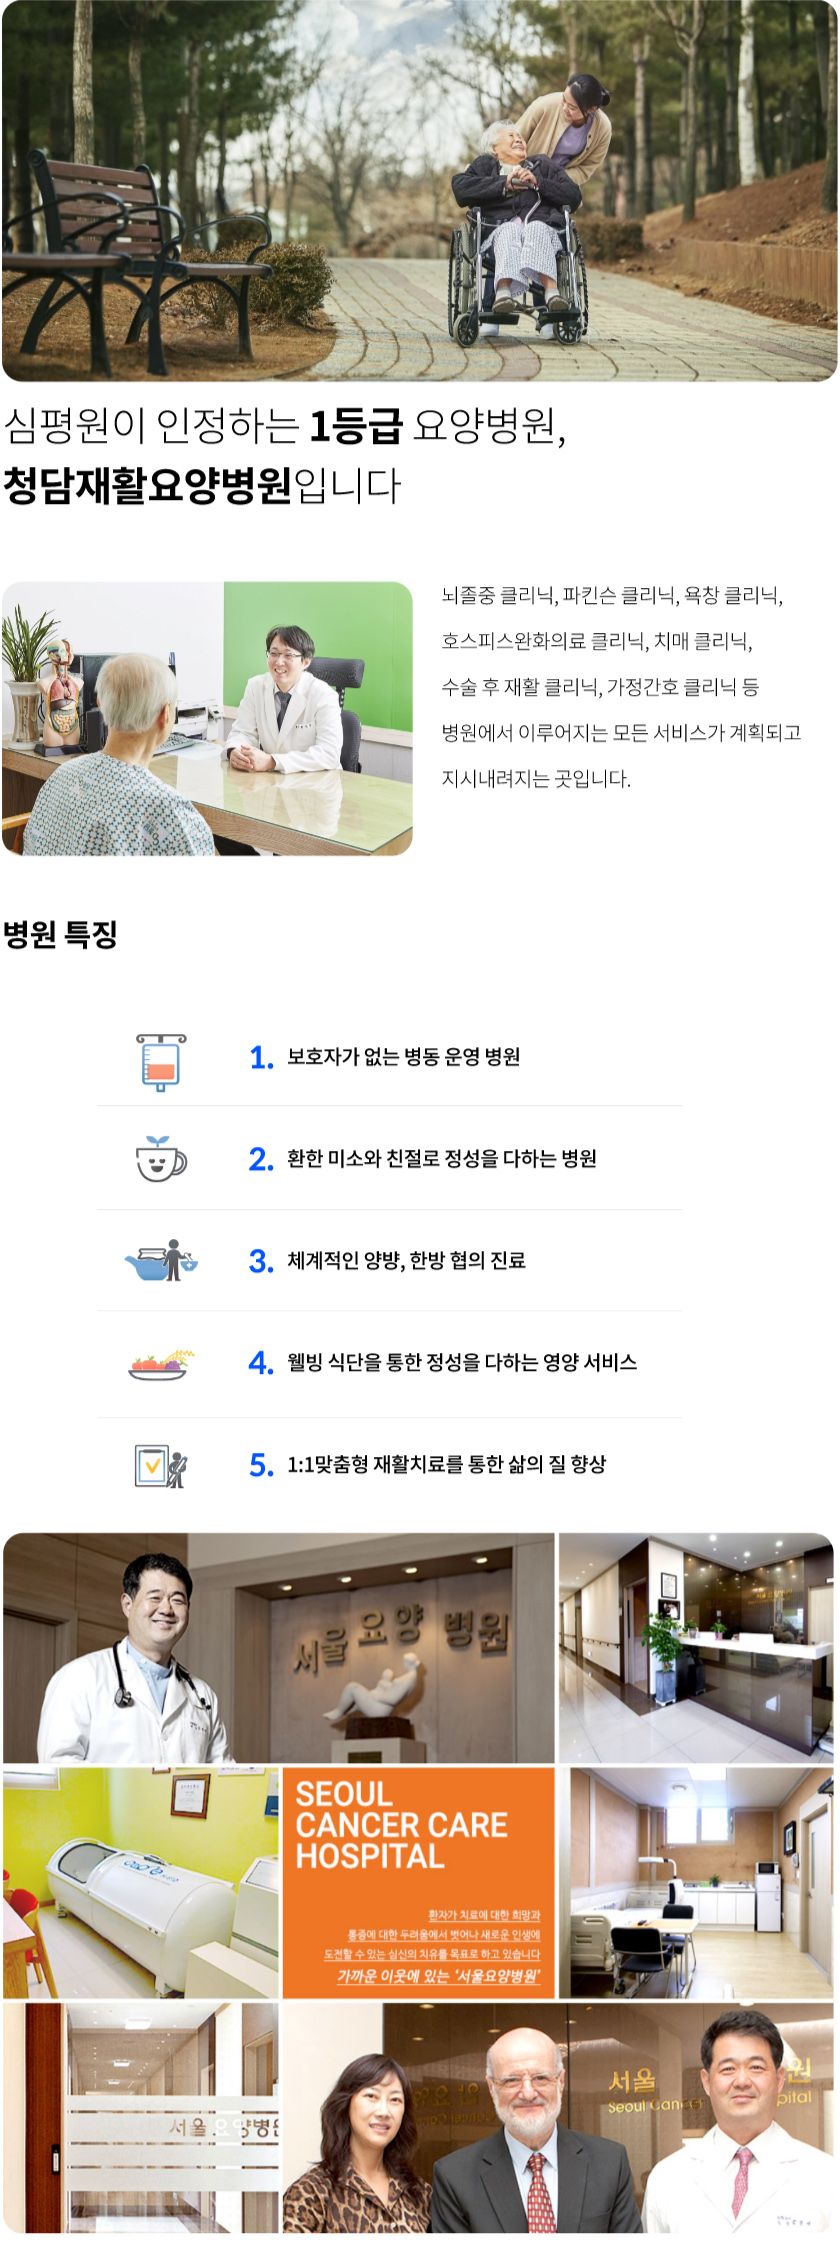 심평원이 인정하는 1등급 요양병원,
청담재활요양병원입니다
뇌졸중 클리닉, 파킨슨 클리닉, 욕창 클리닉,
호스피스완화의료 클리닉, 치매 클리닉,
수술 후 재활 클리닉, 가정간호 클리닉 등
병원에서 이루어지는 모든 서비스가 계획되고
지시내려지는 곳입니다.
병원 특징
1. 보호자가 없는 병동 운영 병원
2. 환한 미소와 친절로 정성을 다하는 병원
3. 체계적인 양뱡, 한방 협의 진료
4. 웰빙 식단을 통한 정성을 다하는 영양 서비스
5. 1:1맞춤형 재활치료를 통한 삶의 질 향상
서울 요양 병원
SEOUL
CANCER CARE
HOSPITAL
환자가 치료에 대한 희망과
통증에 대한 두려움에서 벗어나 새로운 인생에
도전할 수 있는 심신의 치유를 목표로 하고 있습니다
가까운 이웃에 있는 '서울요양병원'
서울 요양병원
서울 원
Seoul Cancer